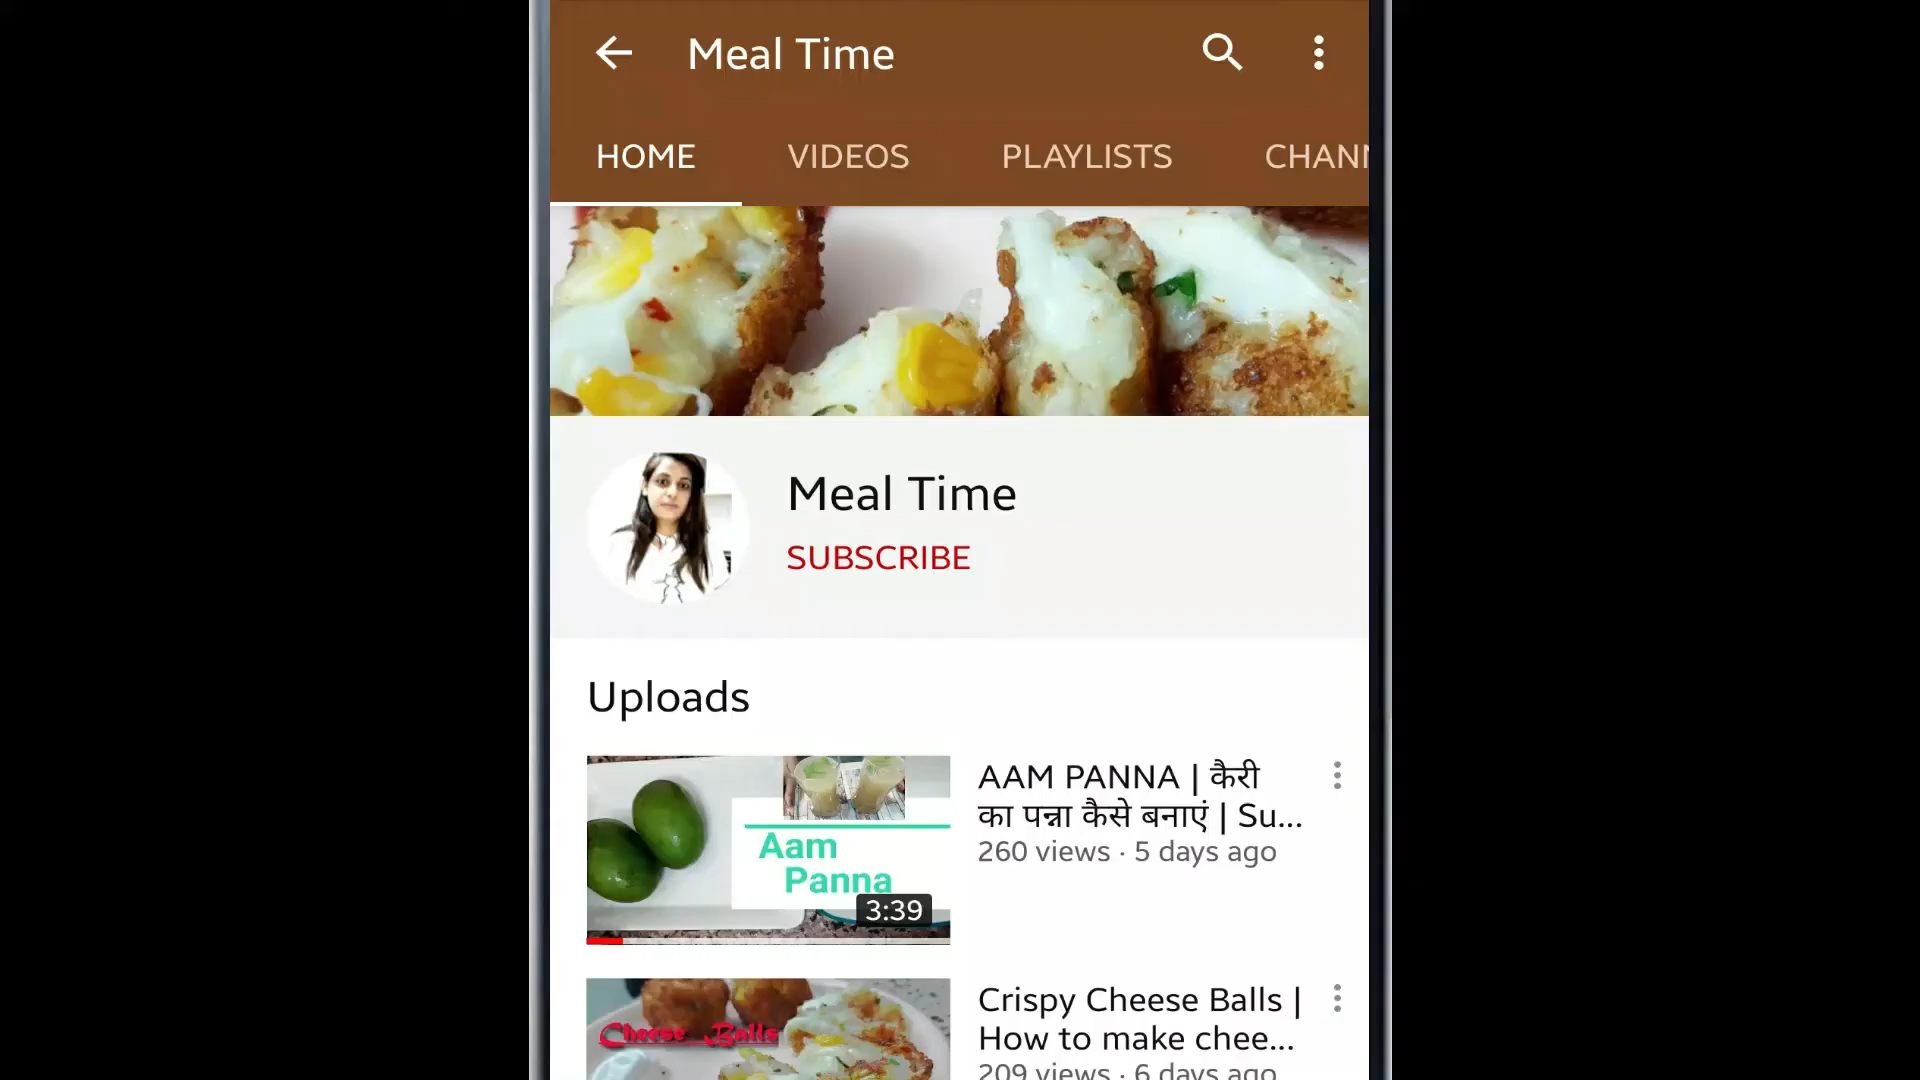 Meal Time
HOME VIDEOS PLAYLISTS CHANN
Meal Time
SUBSCRIBE
Uploads
Aam
Panna
3:39
AAM PANNA | कैरी
का पन्ना कैसे बनाएं | Su...
260 views · 5 days ago
Cheese Balls
Crispy Cheese Balls |
How to make chee...
209 views · 6 days ago